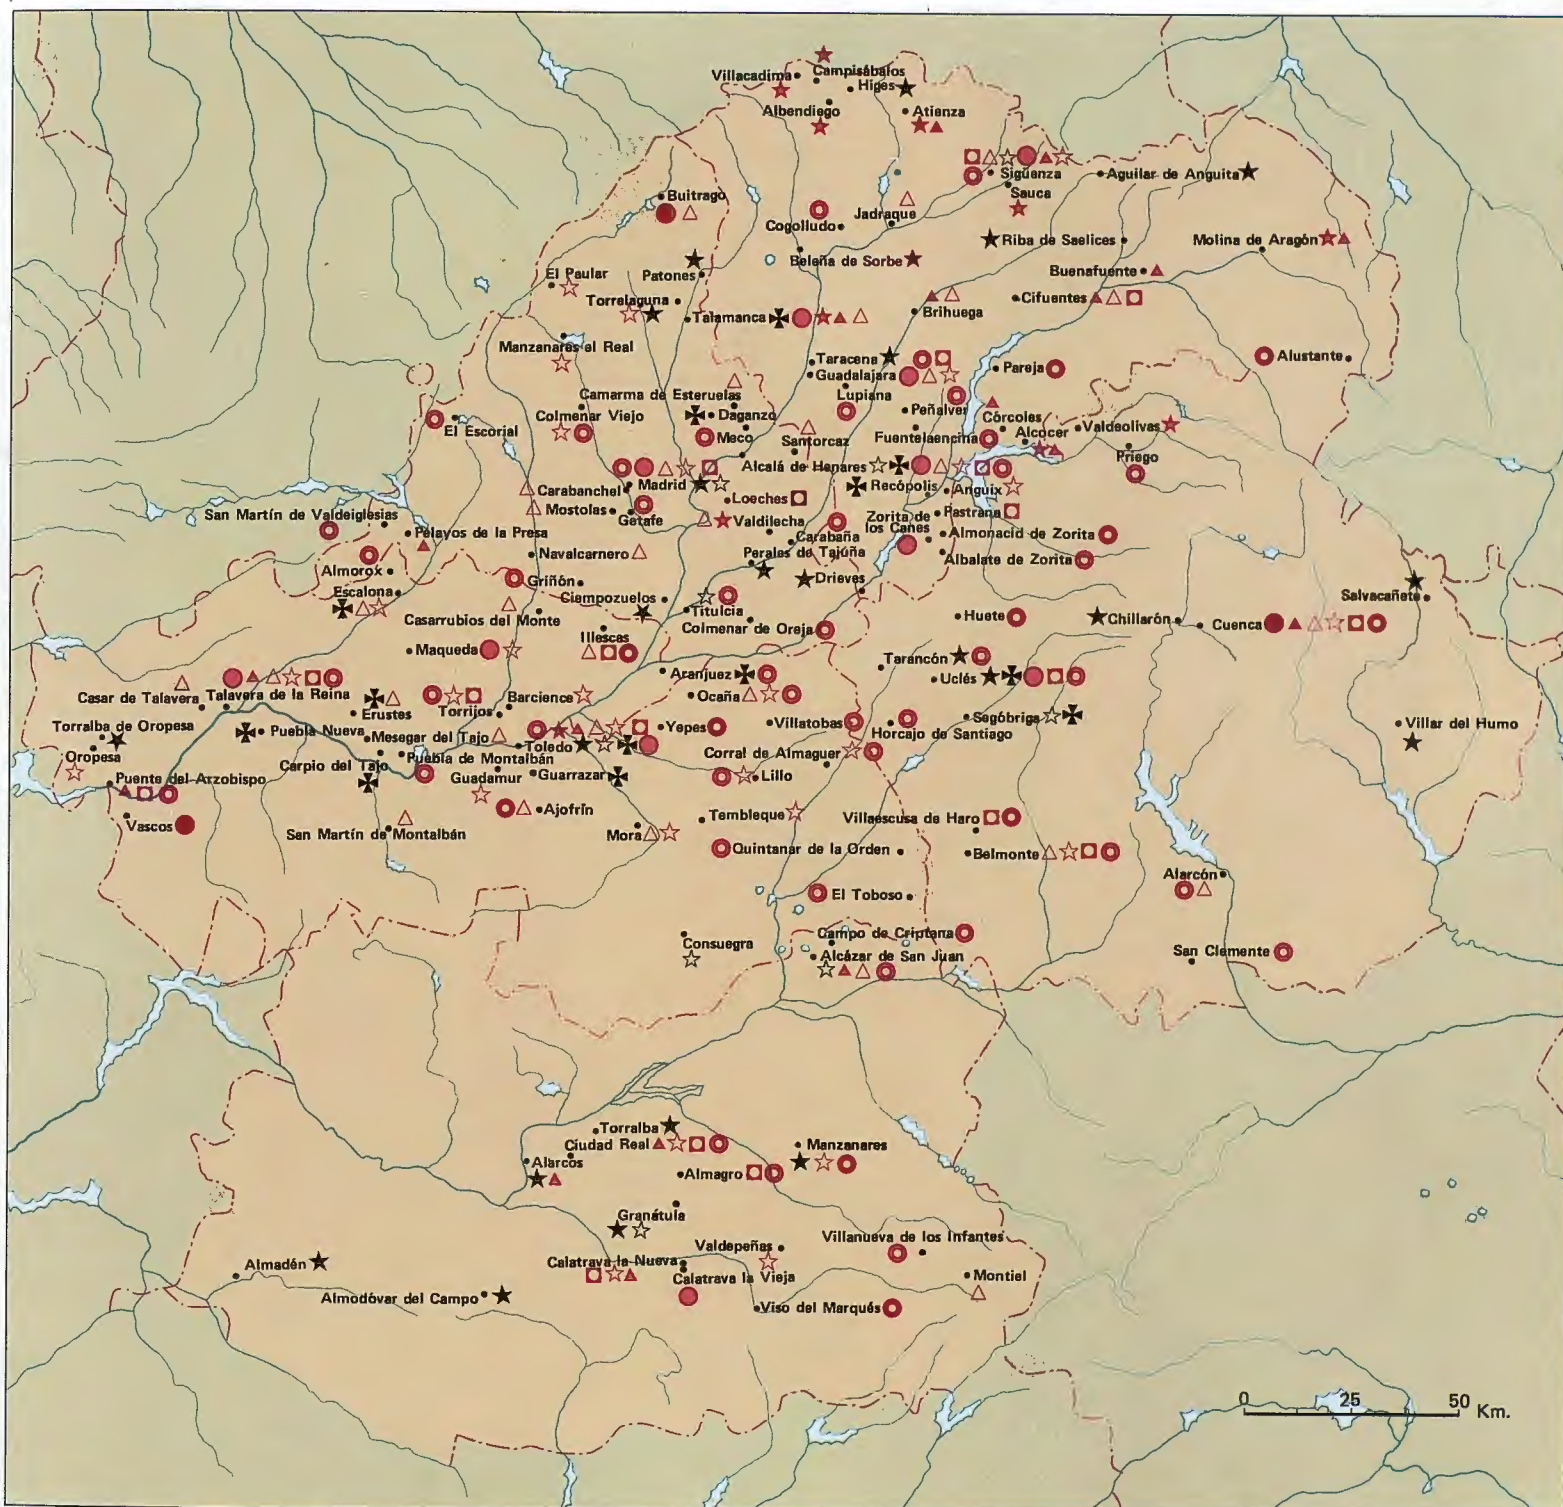 Villacadima
Campisábalos
Higes
Albendiego
Atienza
Sigüenza
Sauca
Aguilar de Anguita
Buitrago
Cogolludo
Jadraque
Riba de Saelices
Molina de Aragón
Beleña de Sorbe
El Paular
Patones
Buenafuente
Torrelaguna
Cifuentes
Talamanca
Brihuega
Manzanares el Real
Taracena
Guadalajara
Pareja
Alustante
Camarma de Esteruelas
Lupiana
Colmenar Viejo
Daganzo
Peñalver
Córcoles
El Escorial
Meco
Santorcaz
Fuentelaencina
Alcocer
Valdeolivas
Priego
Alcalá de Henares
Madrid
Recópolis
Anguix
Carabanchel
Loeches
Mostolas
Getafe
Pastrana
San Martín de Valdeiglesias
Valdilecha
Zorita de
los Canes
Pelayos de la Presa
Carabaña
Almonacid de Zorita
Navalcarnero
Perales de Tajúña
Albalate de Zorita
Almorox
Griñón
Drieves
Escalona
Ciempozuelos
Salvacañete
Titulcia
Casarrubios del Monte
Huete
Chillarón
Cuenca
Illescas
Colmenar de Oreja
Maqueda
Tarancón
Aranjuez
Uclés
Casar de Talavera
Talavera de la Reina
Torrijos
Barcience
Ocaña
Erustes
Torralba de Oropesa
Puebla Nueva
Mesegar del Tajo
Toledo
Yepes
Villatobas
Segóbriga
Horcajo de Santiago
Villar del Humo
Oropesa
Carpio del Tajo
Puebla de Montalbán
Corral de Almaguer
Puente del Arzobispo
Guadamur
Guarrazar
Lillo
Vascos
Ajofrín
Tembleque
Villaescusa de Haro
San Martín de Montalbán
Mora
Quintanar de la Orden
Belmonte
Alarcón
El Toboso
Consuegra
Campo de Criptana
Alcázar de San Juan
San Clemente
Torralba
Ciudad Real
Manzanares
Alarcos
Almagro
Granátula
Villanueva de los Infantes
Valdepeñas
Almadén
Calatrava la Nueva
Calatrava la Vieja
Montiel
Almodóvar del Campo
Viso del Marqués
0 25 50 Km.